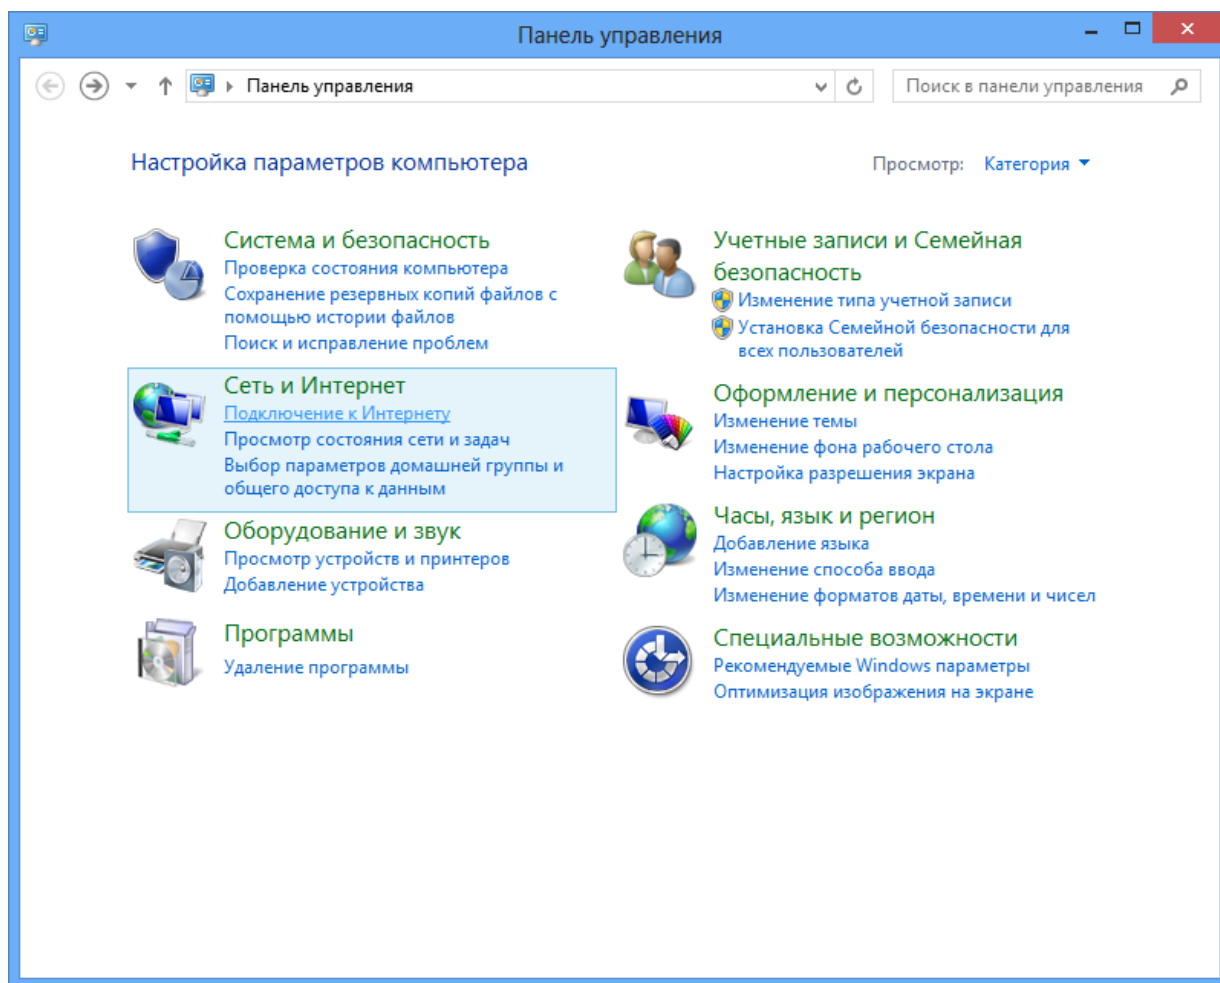 Панель управления
Панель управления
Поиск в панели управления
Настройка параметров компьютера
Просмотр: Категория
Система и безопасность
Проверка состояния компьютера
Сохранение резервных копий файлов с
помощью истории файлов
Поиск и исправление проблем
Сеть и Интернет
Подключение к Интернету
Просмотр состояния сети и задач
Выбор параметров домашней группы и
общего доступа к данным
Оборудование и звук
Просмотр устройств и принтеров
Добавление устройства
Программы
Удаление программы
Учетные записи и Семейная
безопасность
Изменение типа учетной записи
Установка Семейной безопасности для
всех пользователей
Оформление и персонализация
Изменение темы
Изменение фона рабочего стола
Настройка разрешения экрана
Часы, язык и регион
Добавление языка
Изменение способа ввода
Изменение форматов даты, времени и чисел
Специальные возможности
Рекомендуемые Windows параметры
Оптимизация изображения на экране